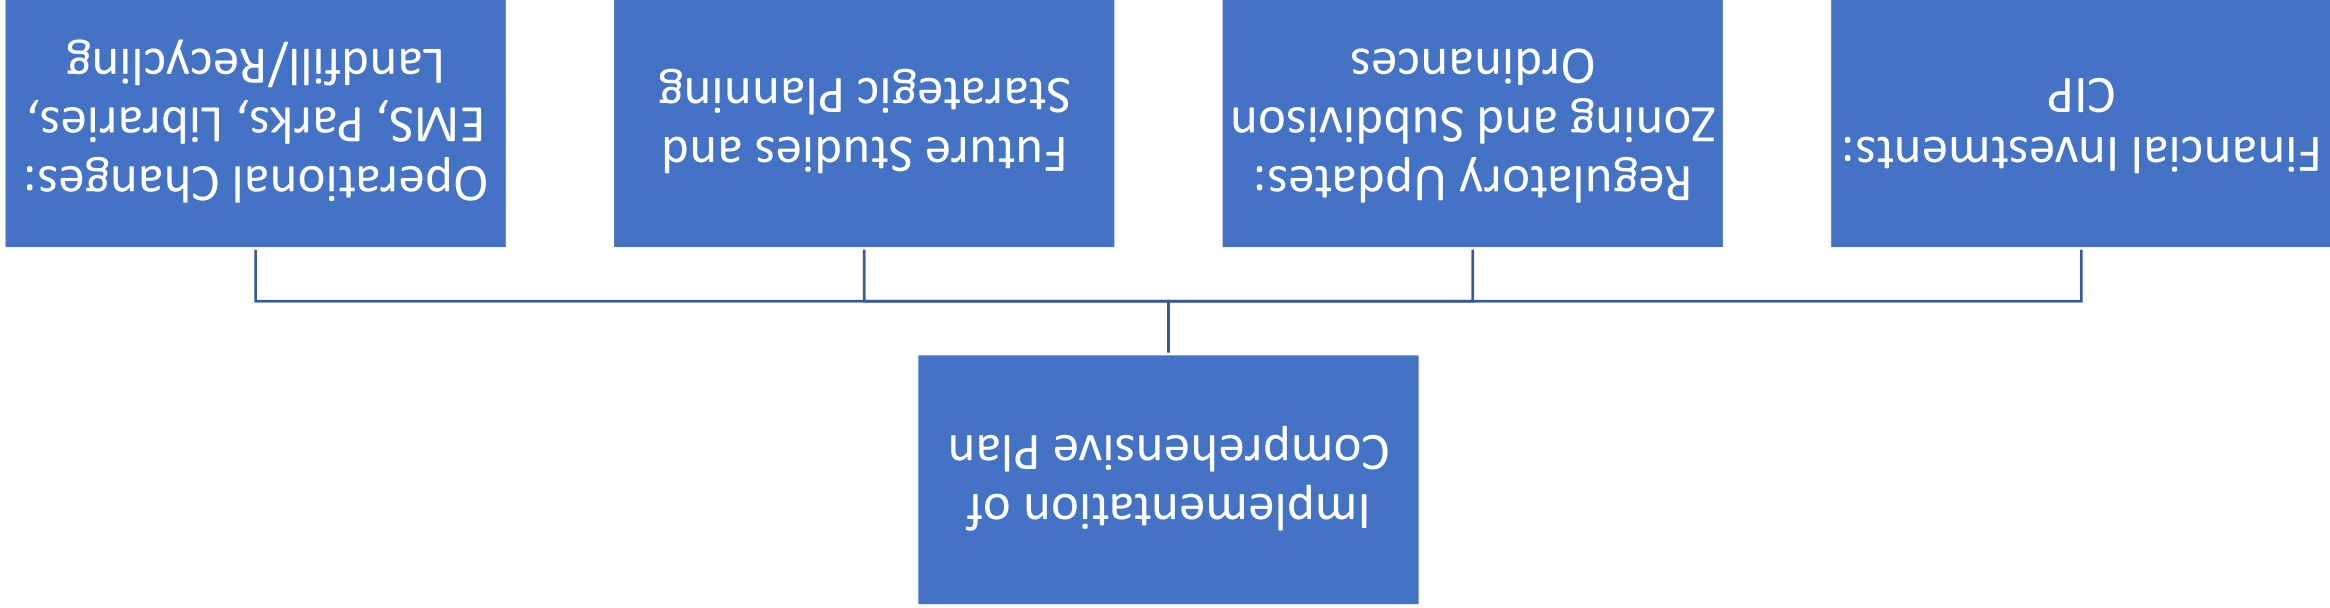 Implementation of
Comprehensive Plan
Financial Investments:
CIP
Regulatory Updates:
Zoning and Subdivison
Ordinances
Future Studies and
Starategic Planning
Operational Changes:
EMS, Parks, Libraries,
Landfill/Recycling